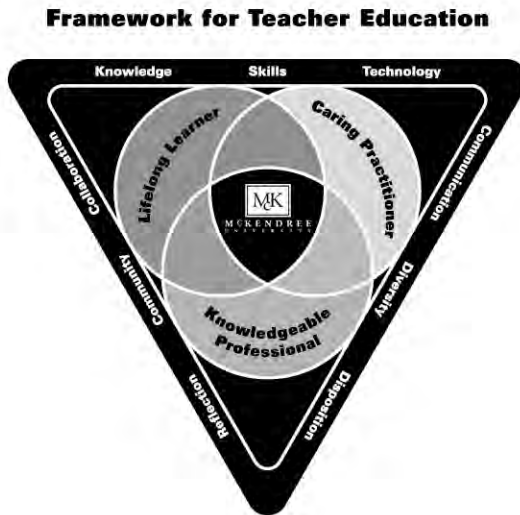 Framework for Teacher Education
Knowledge Skills Technology
Collaboration
Community
Reflection
Communication
Diversity
Disposition
Lifelong Learner
Caring Practitioner
MK
MCKENDREE
UNIVERSITY
Knowledgeable
Professional